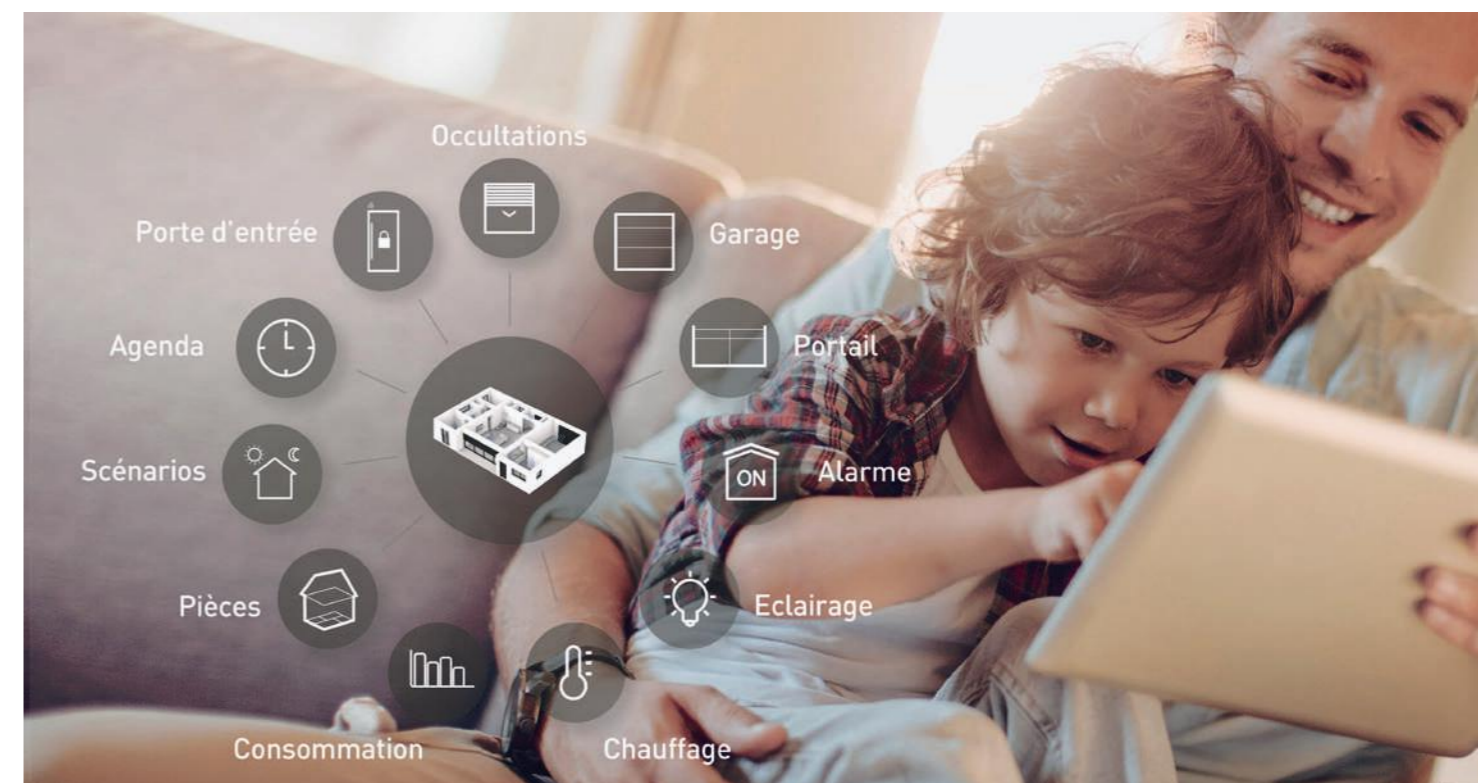 Occultations
Porte d'entrée
Garage
Agenda
Portail
Scénarios
ON
Alarme
Pièces
Eclairage
Consommation
Chauffage